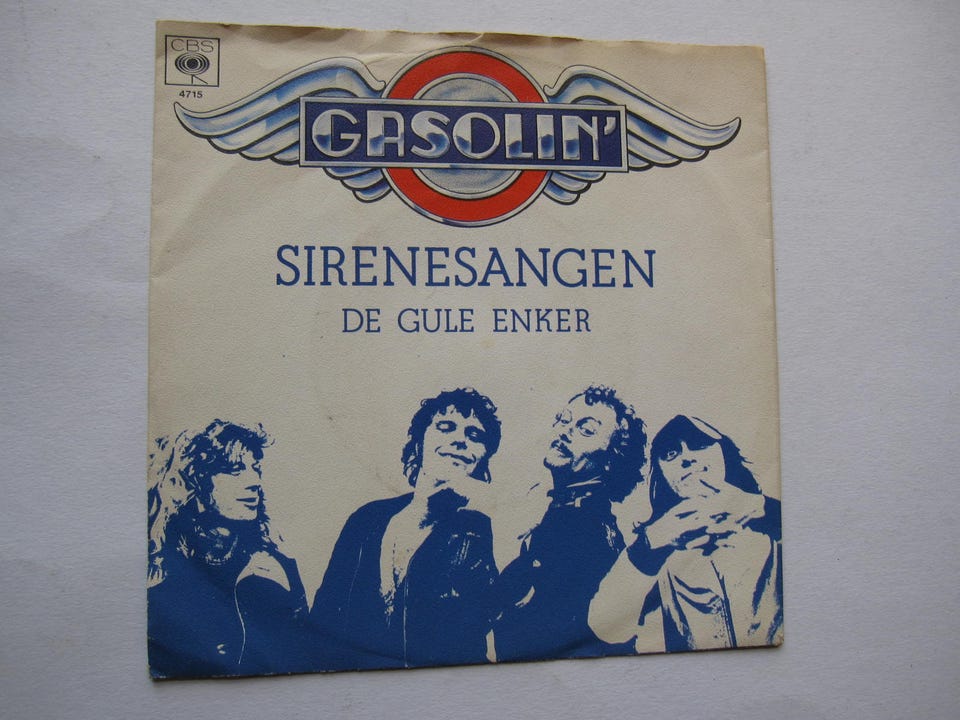 CBS
4715
GASOLIN'
SIRENESANGEN
DE GULE ENKER